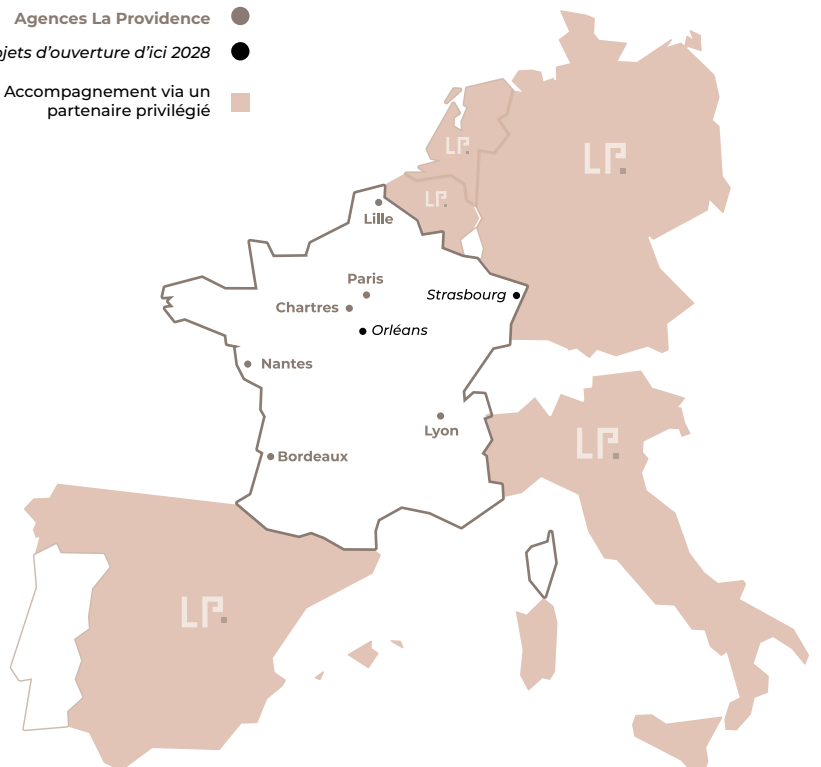 Agences La Providence
jets d’ouverture d’ici 2028
Accompagnement via un
partenaire privilégié
LP.
LP.
LP.
Lille
Paris
Strasbourg
Chartres
Orléans
Nantes
Lyon
LP.
Bordeaux
LP.